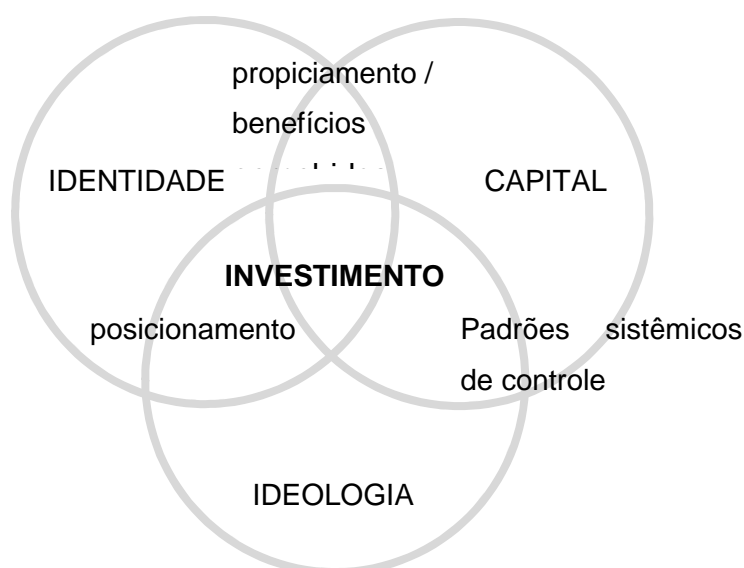 propiciamento /
benefícios
IDENTIDADE
CAPITAL
INVESTIMENTO
posicionamento
Padrões sistêmicos
de controle
IDEOLOGIA